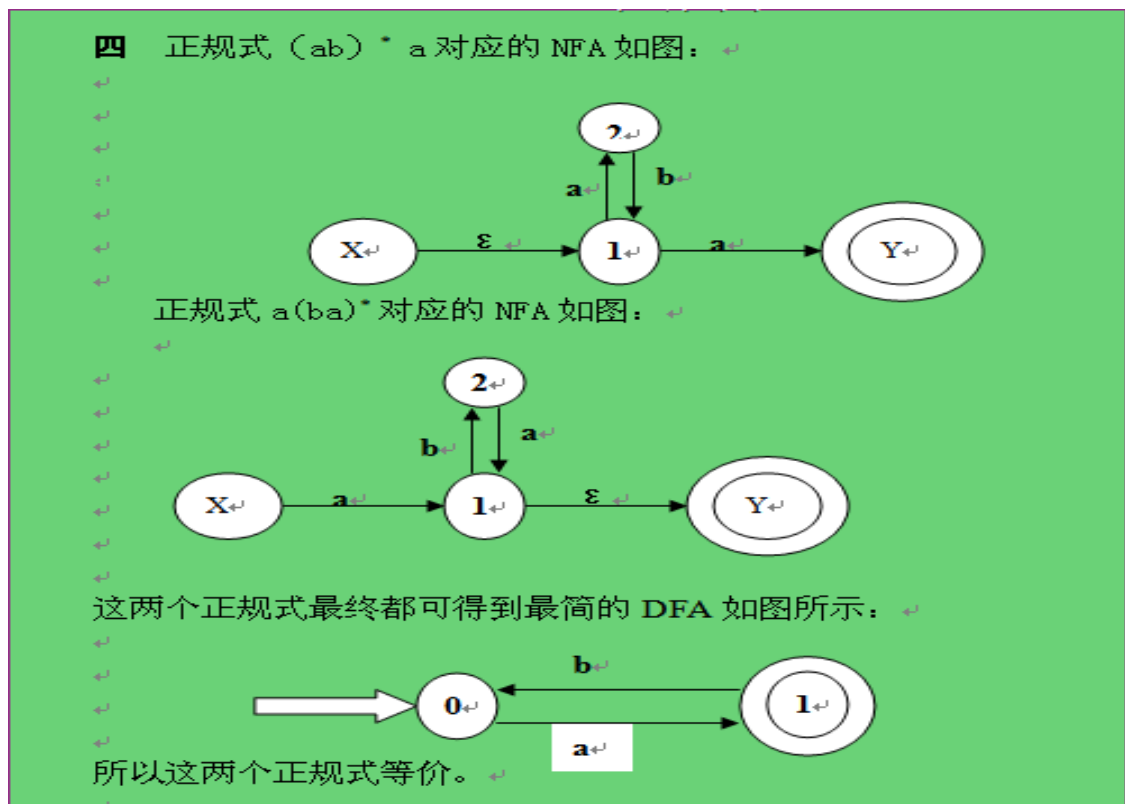 四 正规式（ab）* a 对应的 NFA 如图：
2
a b
X ε 1 a Y
正规式 a(ba)* 对应的 NFA 如图：
2
b a
X a 1 ε Y
这两个正规式最终都可得到最简的 DFA 如图所示：
b
0 1
a
所以这两个正规式等价。